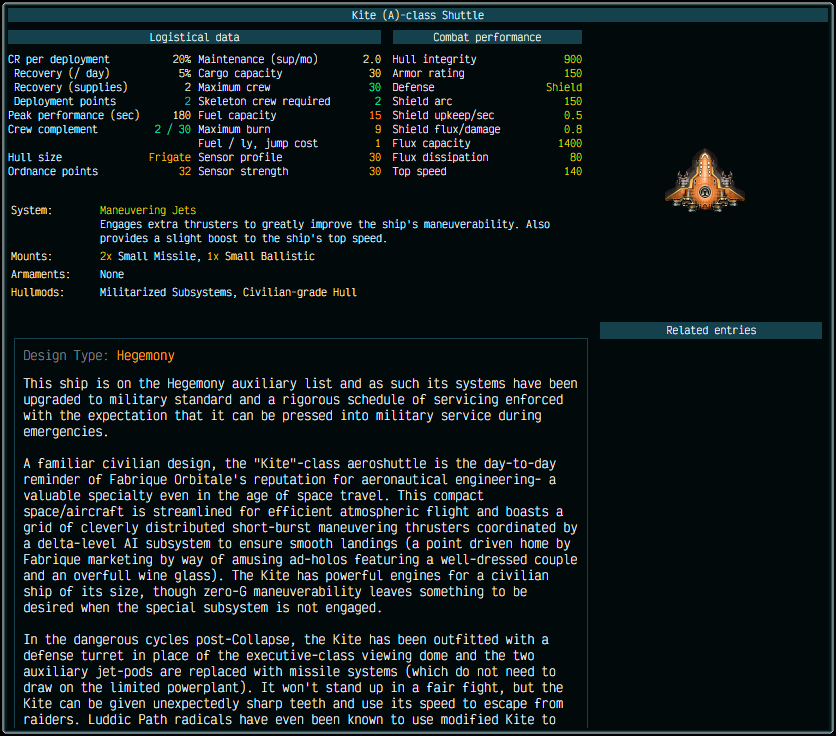 Kite (A)-class Shuttle
Logistical data
Combat performance
CR per deployment 20% Maintenance (sup/mo) 2.0 Hull integrity 900
Recovery (/ day) 5% Cargo capacity 30 Armor rating 150
Recovery (supplies) 2 Maximum crew 30 Defense Shield
Deployment points 2 Skeleton crew required 2 Shield arc 150
Peak performance (sec) 180 Fuel capacity 15 Shield upkeep/sec 0.5
Crew complement 2 / 30 Maximum burn 9 Shield flux/damage 0.8
Fuel / ly, jump cost 1 Flux capacity 1400
Hull size Frigate Sensor profile 30 Flux dissipation 80
Ordnance points 32 Sensor strength 30 Top speed 140
System: Maneuvering Jets
Engages extra thrusters to greatly improve the ship's maneuverability. Also
provides a slight boost to the ship's top speed.
Mounts: 2x Small Missile, 1x Small Ballistic
Armaments: None
Hullmods: Militarized Subsystems, Civilian-grade Hull
Related entries
Design Type: Hegemony
This ship is on the Hegemony auxiliary list and as such its systems have been
upgraded to military standard and a rigorous schedule of servicing enforced
with the expectation that it can be pressed into military service during
emergencies.
A familiar civilian design, the "Kite"-class aeroshuttle is the day-to-day
reminder of Fabrique Orbitale's reputation for aeronautical engineering- a
valuable specialty even in the age of space travel. This compact
space/aircraft is streamlined for efficient atmospheric flight and boasts a
grid of cleverly distributed short-burst maneuvering thrusters coordinated by
a delta-level AI subsystem to ensure smooth landings (a point driven home by
Fabrique marketing by way of amusing ad-holos featuring a well-dressed couple
and an overfull wine glass). The Kite has powerful engines for a civilian
ship of its size, though zero-G maneuverability leaves something to be
desired when the special subsystem is not engaged.
In the dangerous cycles post-Collapse, the Kite has been outfitted with a
defense turret in place of the executive-class viewing dome and the two
auxiliary jet-pods are replaced with missile systems (which do not need to
draw on the limited powerplant). It won't stand up in a fair fight, but the
Kite can be given unexpectedly sharp teeth and use its speed to escape from
raiders. Luddic Path radicals have even been known to use modified Kite to